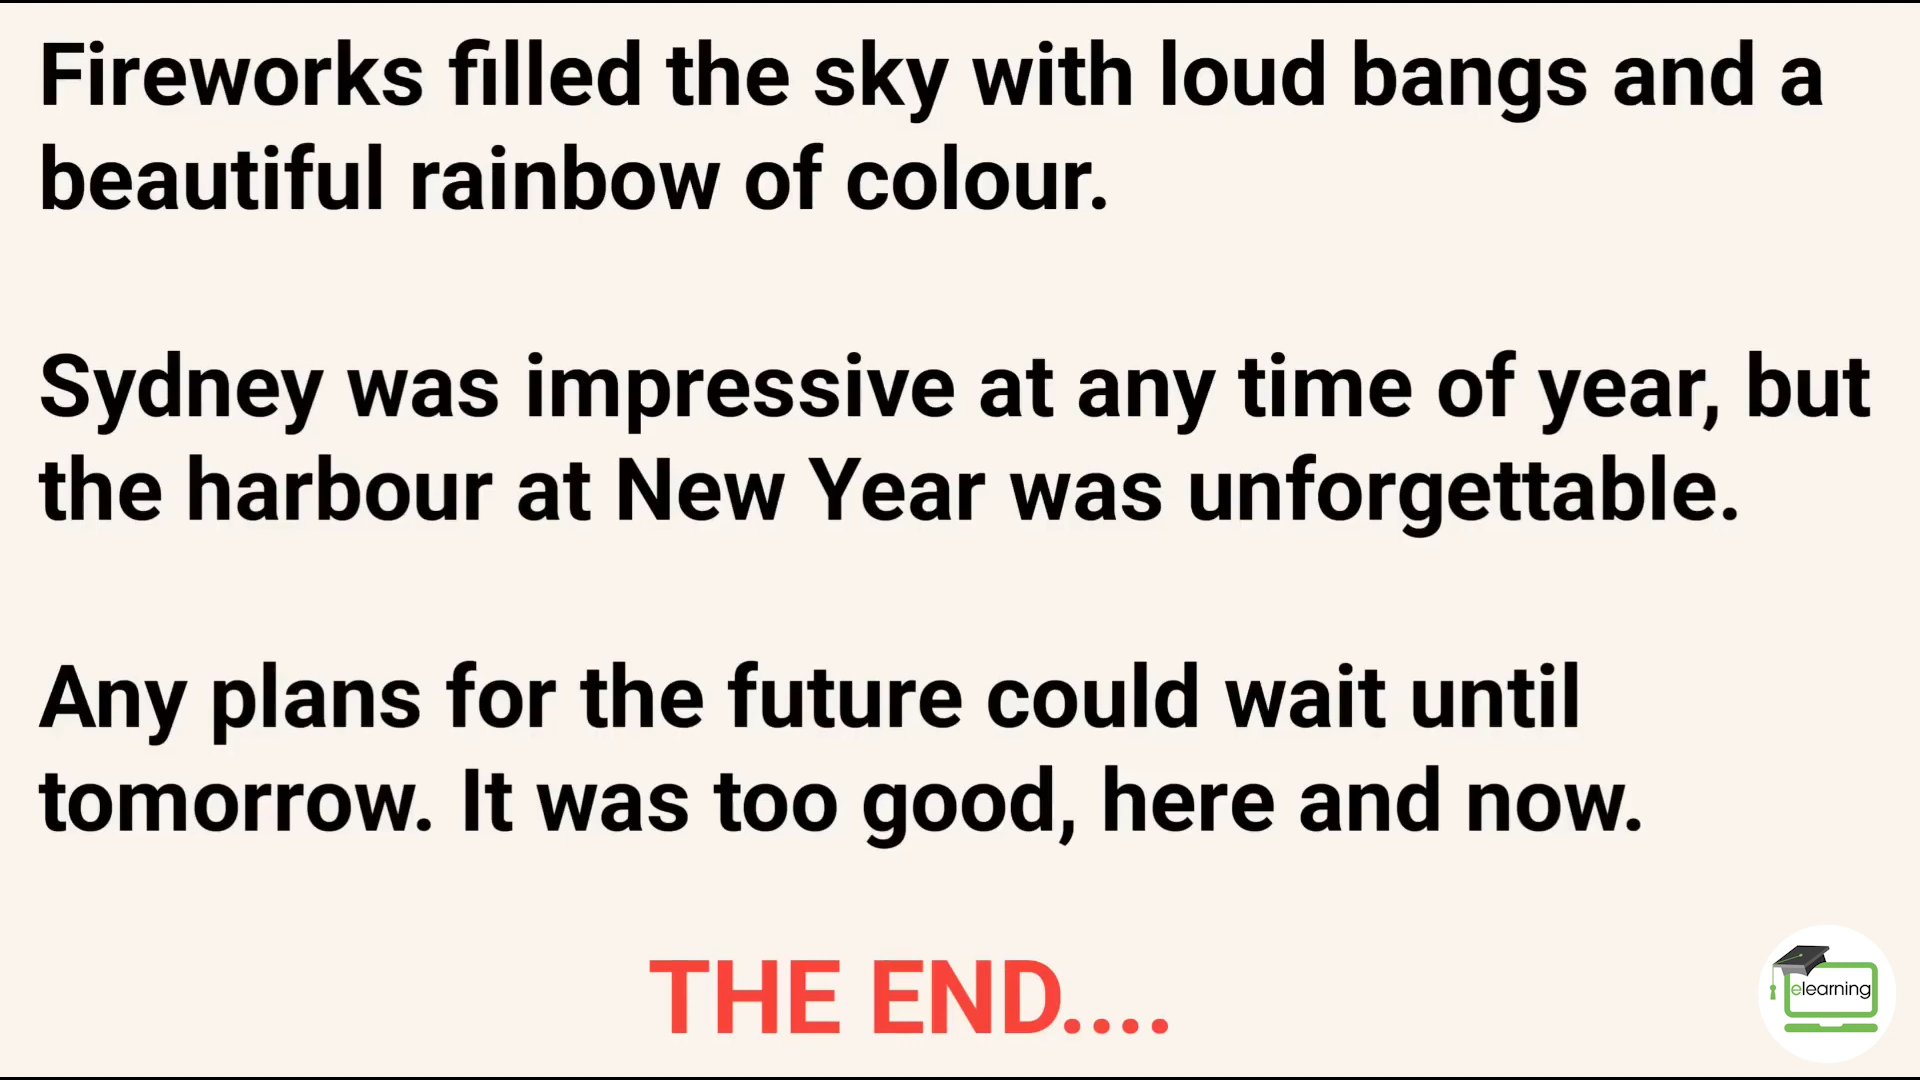 Fireworks filled the sky with loud bangs and a
beautiful rainbow of colour.
Sydney was impressive at any time of year, but
the harbour at New Year was unforgettable.
Any plans for the future could wait until
tomorrow. It was too good, here and now.
THE END....
elearning